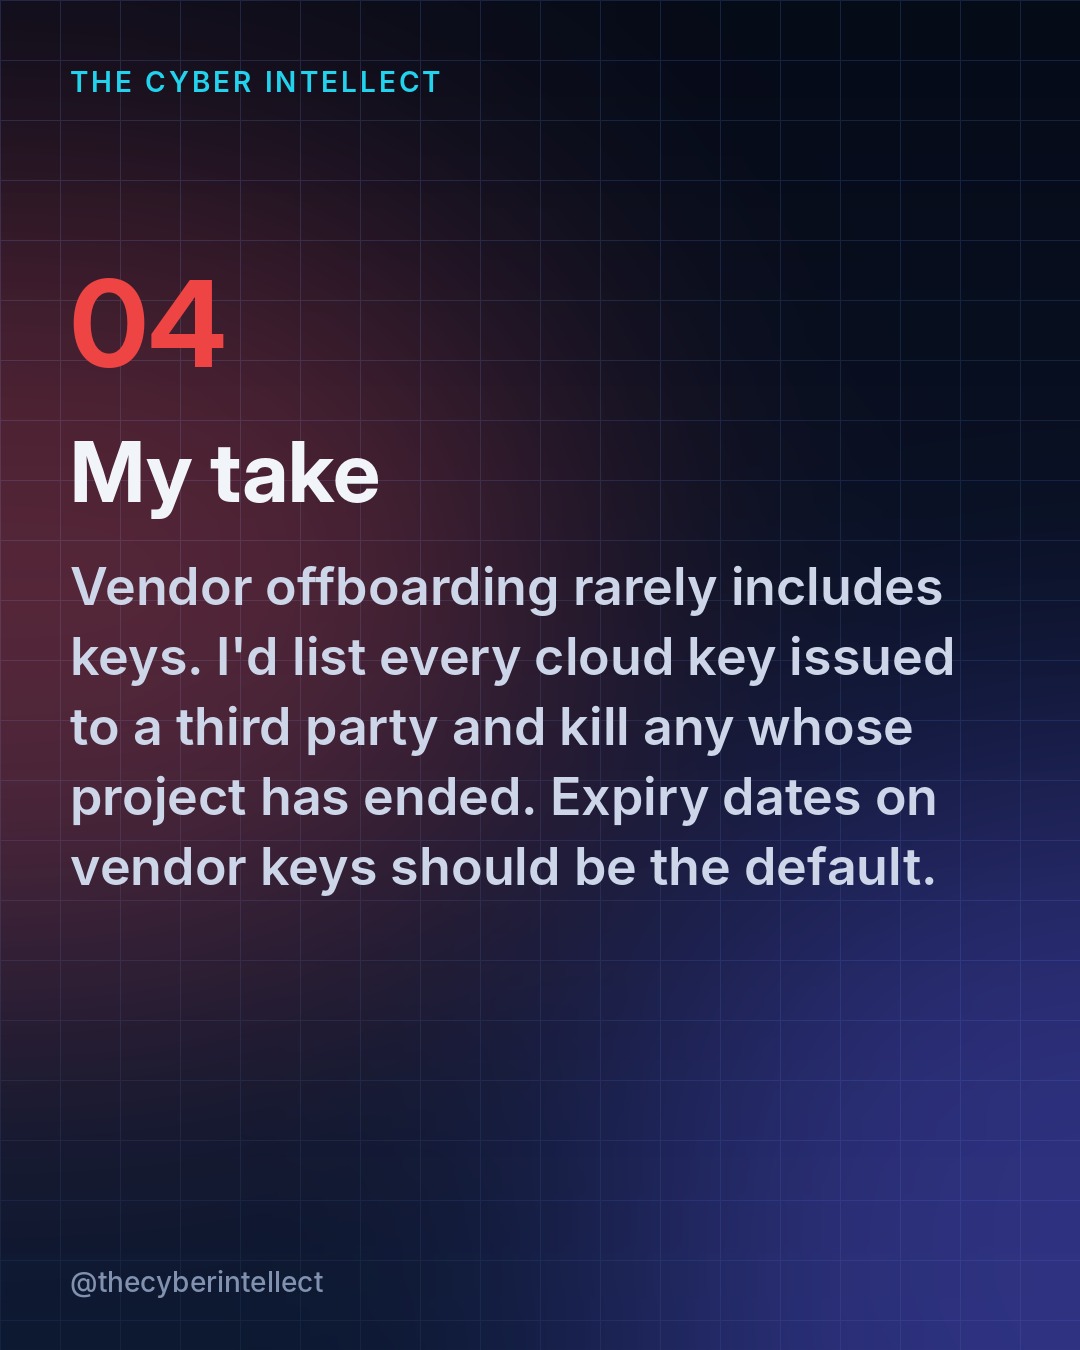 THE CYBER INTELLECT
04
My take
Vendor offboarding rarely includes
keys. I'd list every cloud key issued
to a third party and kill any whose
project has ended. Expiry dates on
vendor keys should be the default.
@thecyberintellect